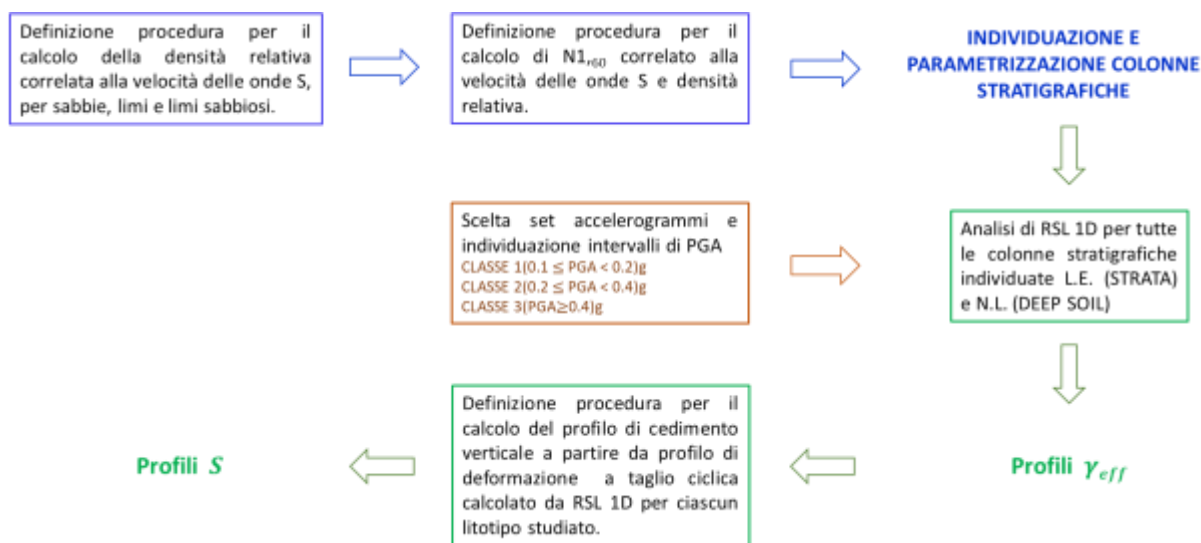 Definizione procedura per il
calcolo della densità relativa
correlata alla velocità delle onde S,
per sabbie, limi e limi sabbiosi.
Definizione procedura per il
calcolo di N1,r60 correlato alla
velocità delle onde S e densità
relativa.
INDIVIDUAZIONE E
PARAMETRIZZAZIONE COLONNE
STRATIGRAFICHE
Scelta set accelerogrammi e
individuazione intervalli di PGA
CLASSE 1(0.1 ≤ PGA < 0.2)g
CLASSE 2(0.2 ≤ PGA < 0.4)g
CLASSE 3(PGA≥0.4)g
Analisi di RSL 1D per tutte
le colonne stratigrafiche
individuate L.E. (STRATA)
e N.L. (DEEP SOIL)
Profili S
Definizione procedura per il
calcolo del profilo di cedimento
verticale a partire da profilo di
deformazione a taglio ciclica
calcolato da RSL 1D per ciascun
litotipo studiato.
Profili γeff